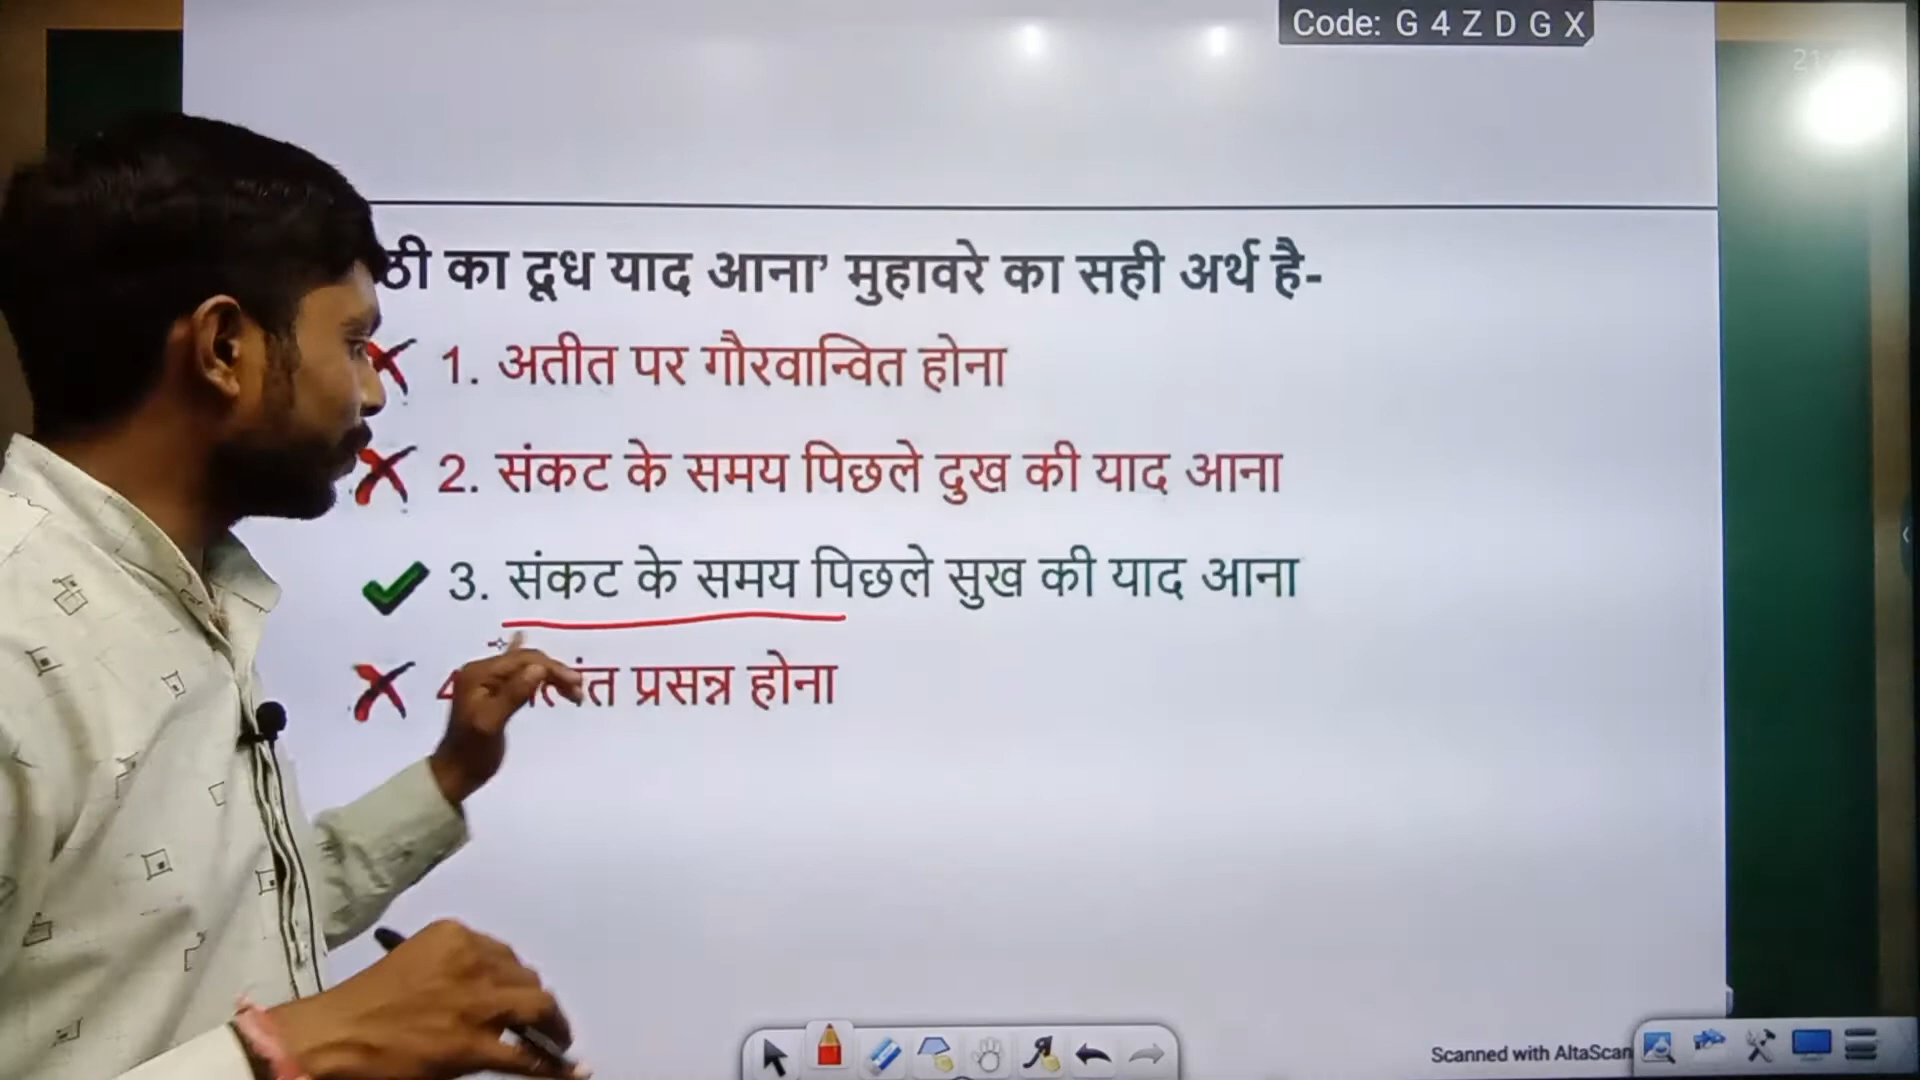 Code: G 4 Z D G X
का दूध याद आना’ मुहावरे का सही अर्थ है-
1. अतीत पर गौरवान्वित होना
2. संकट के समय पिछले दुख की याद आना
3. संकट के समय पिछले सुख की याद आना
प्रसन्न होना
Scanned with AltaScan